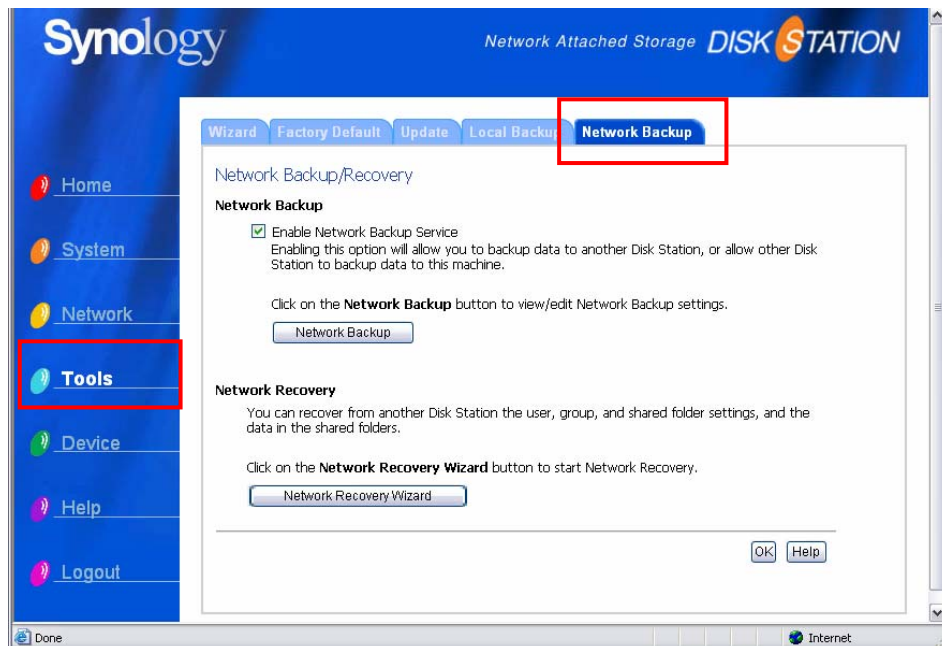 Synology
Network Attached Storage DISK STATION
Wizard Factory Default Update Local Backup Network Backup
Home
System
Network
Tools
Device
Help
Logout
Network Backup/Recovery
Network Backup
Enable Network Backup Service
Enabling this option will allow you to backup data to another Disk Station, or allow other Disk
Station to backup data to this machine.
Click on the Network Backup button to view/edit Network Backup settings.
Network Backup
Network Recovery
You can recover from another Disk Station the user, group, and shared folder settings, and the
data in the shared folders.
Click on the Network Recovery Wizard button to start Network Recovery.
Network Recovery Wizard
OK Help
Done Internet